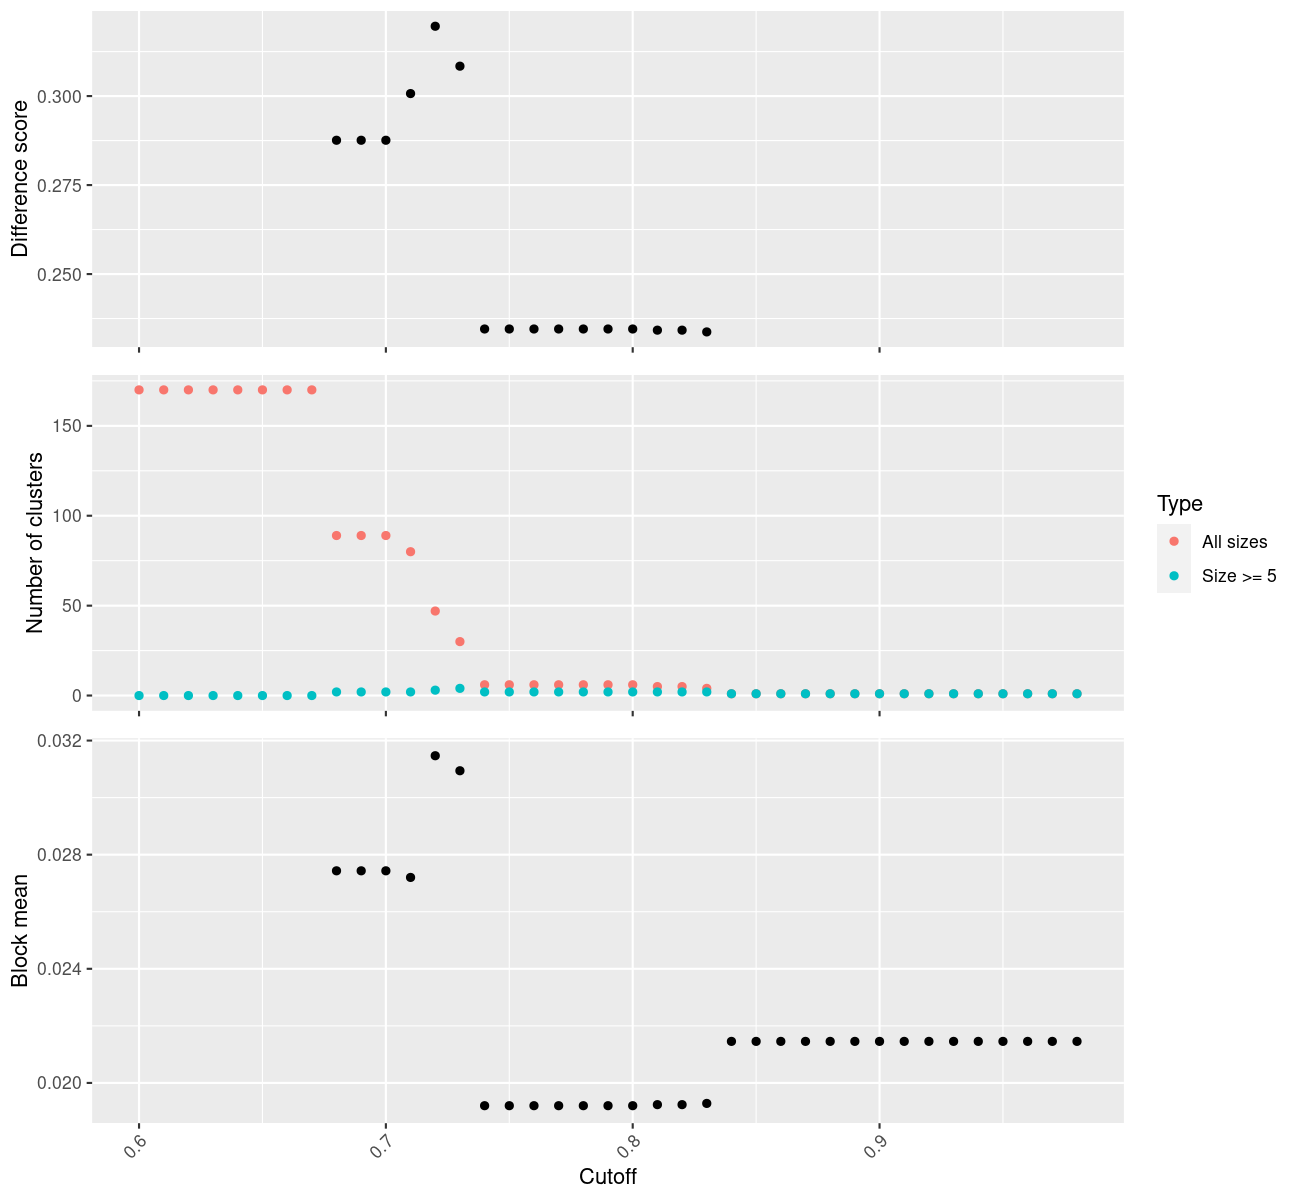 Difference score
0.300
0.275
0.250
Number of clusters
150
100
50
0
Type
All sizes
Size >= 5
Block mean
0.032
0.028
0.024
0.020
0.6
0.7
0.8
0.9
Cutoff